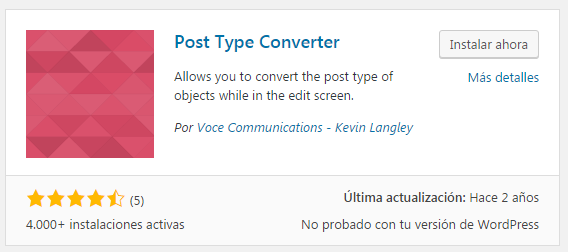 Post Type Converter
Instalar ahora
Más detalles
Allows you to convert the post type of
objects while in the edit screen.
Por Voce Communications - Kevin Langley
(5)
Última actualización: Hace 2 años
4.000+ instalaciones activas
No probado con tu versión de WordPress